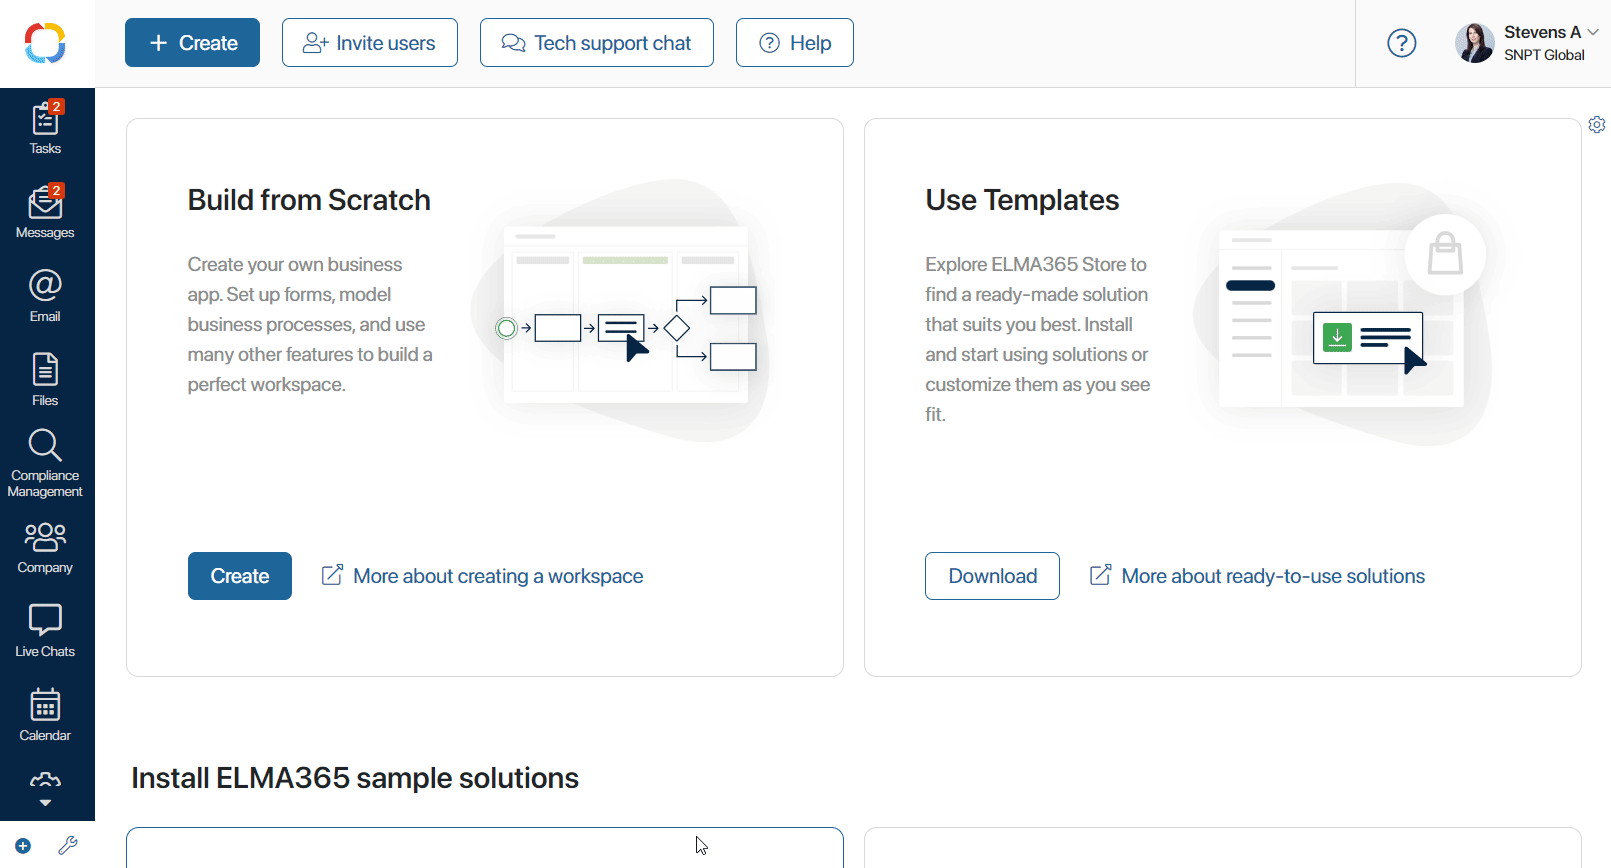 Create
Invite users
Tech support chat
Help
Stevens A
SNPT Global
2
Tasks
2
Messages
Email
Files
Compliance
Management
Company
Live Chats
Calendar
Build from Scratch
Create your own business
app. Set up forms, model
business processes, and use
many other features to build a
perfect workspace.
Create
More about creating a workspace
Use Templates
Explore ELMA365 Store to
find a ready-made solution
that suits you best. Install
and start using solutions or
customize them as you see
fit.
Download
More about ready-to-use solutions
Install ELMA365 sample solutions